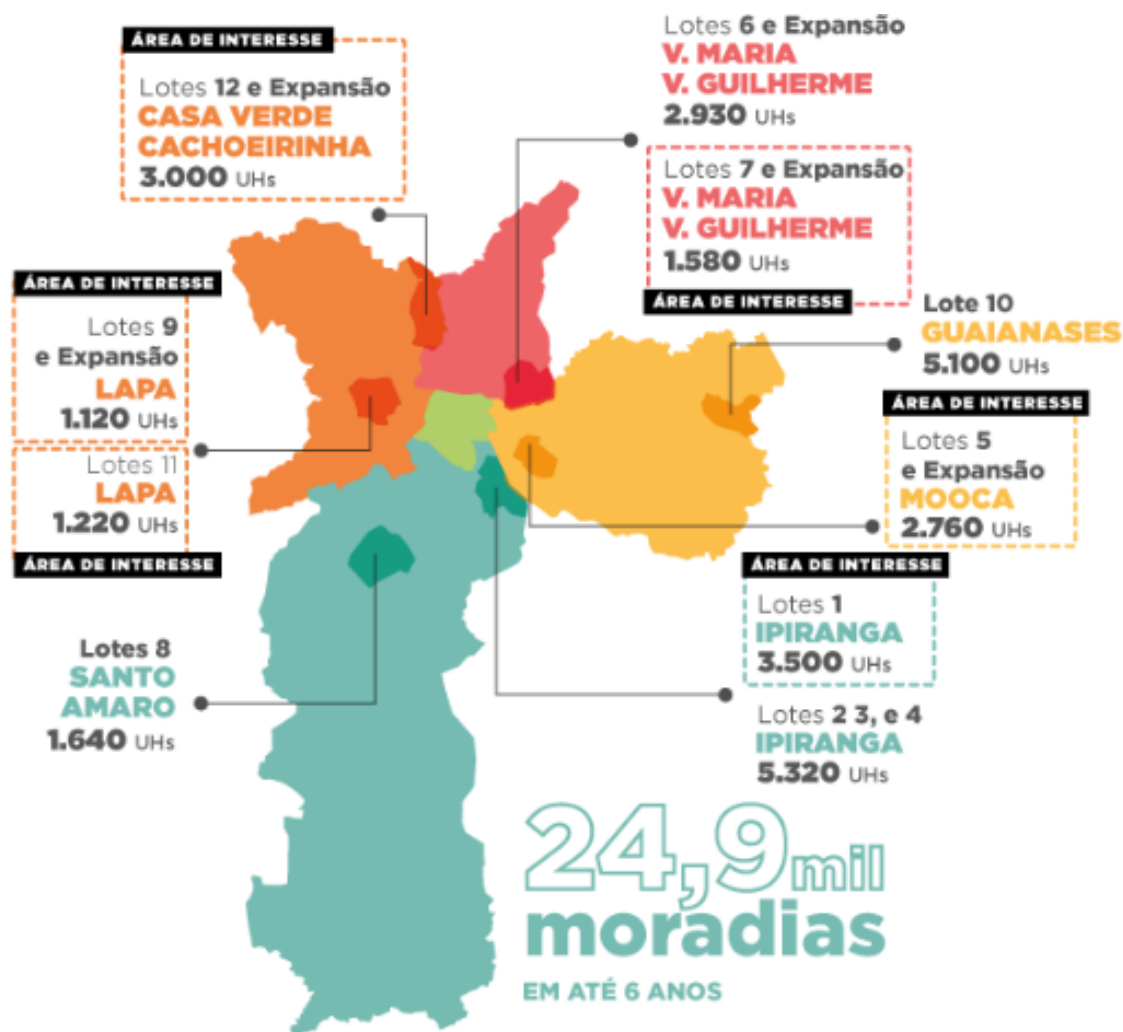 ÁREA DE INTERESSE
Lotes 12 e Expansão
CASA VERDE
CACHOEIRINHA
3.000 UHs
Lotes 6 e Expansão
V. MARIA
V. GUILHERME
2.930 UHs
Lotes 7 e Expansão
V. MARIA
V. GUILHERME
1.580 UHs
ÁREA DE INTERESSE
ÁREA DE INTERESSE
Lotes 9
e Expansão
LAPA
1.120 UHs
Lotes 11
LAPA
1.220 UHs
ÁREA DE INTERESSE
Lote 10
GUAIANASES
5.100 UHs
ÁREA DE INTERESSE
Lotes 5
e Expansão
MOOCA
2.760 UHs
ÁREA DE INTERESSE
Lotes 1
IPIRANGA
3.500 UHs
Lotes 2 3, e 4
IPIRANGA
5.320 UHs
Lotes 8
SANTO
AMARO
1.640 UHs
24,9 mil
moradias
EM ATÉ 6 ANOS